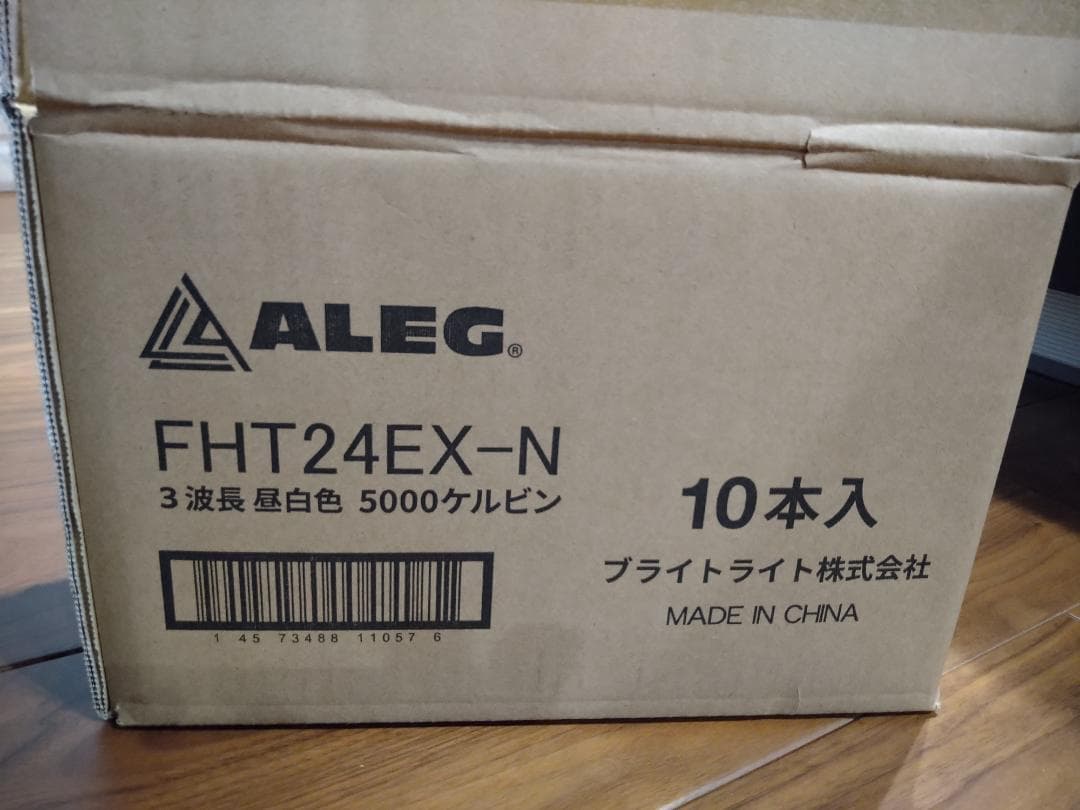 ALEG®
FHT24EX-N
3波長 昼白色 5000ケルビン
10本入
ブライトライト株式会社
MADE IN CHINA
1 45 73488 11057 6